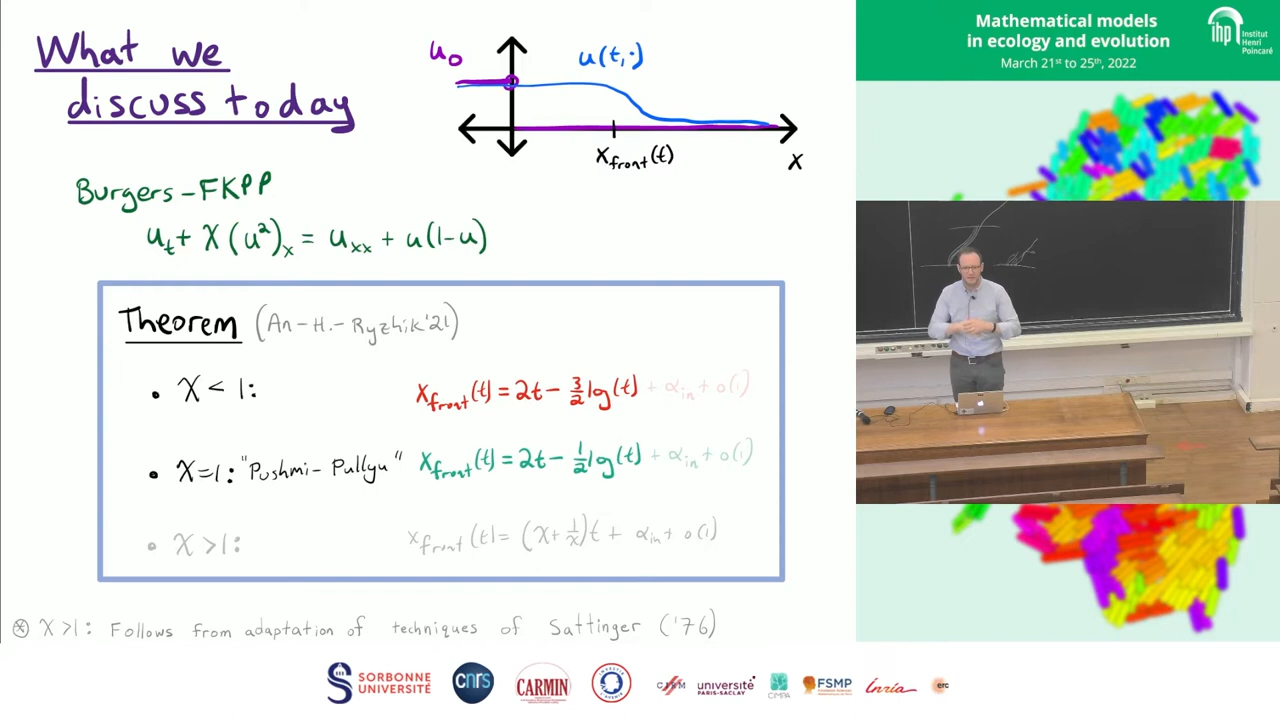 What we
discuss today
u₀
u(t,·)
x_front(t)
x
Burgers-FKPP
u_t + χ(u²)_x = u_xx + u(1-u)
Theorem (An-H.-Ryzhik '21)
• χ < 1: x_front(t) = 2t - 3/2 log(t) + α_in + o(1)
• χ=1: "Pushmi-Pullyu" x_front(t) = 2t - 1/2 log(t) + α_in + o(1)
• χ >1: x_front(t) = (χ + 1/χ)t + α_in + o(1)
⊛ χ >1: Follows from adaptation of techniques of Sattinger ('76)
Mathematical models
in ecology and evolution
March 21st to 25th, 2022
ihp
Institut
Henri
Poincaré
SORBONNE
UNIVERSITÉ
cnrs
CARMIN
université
PARIS-SACLAY
CIMPA
FSMP
Inria
erc